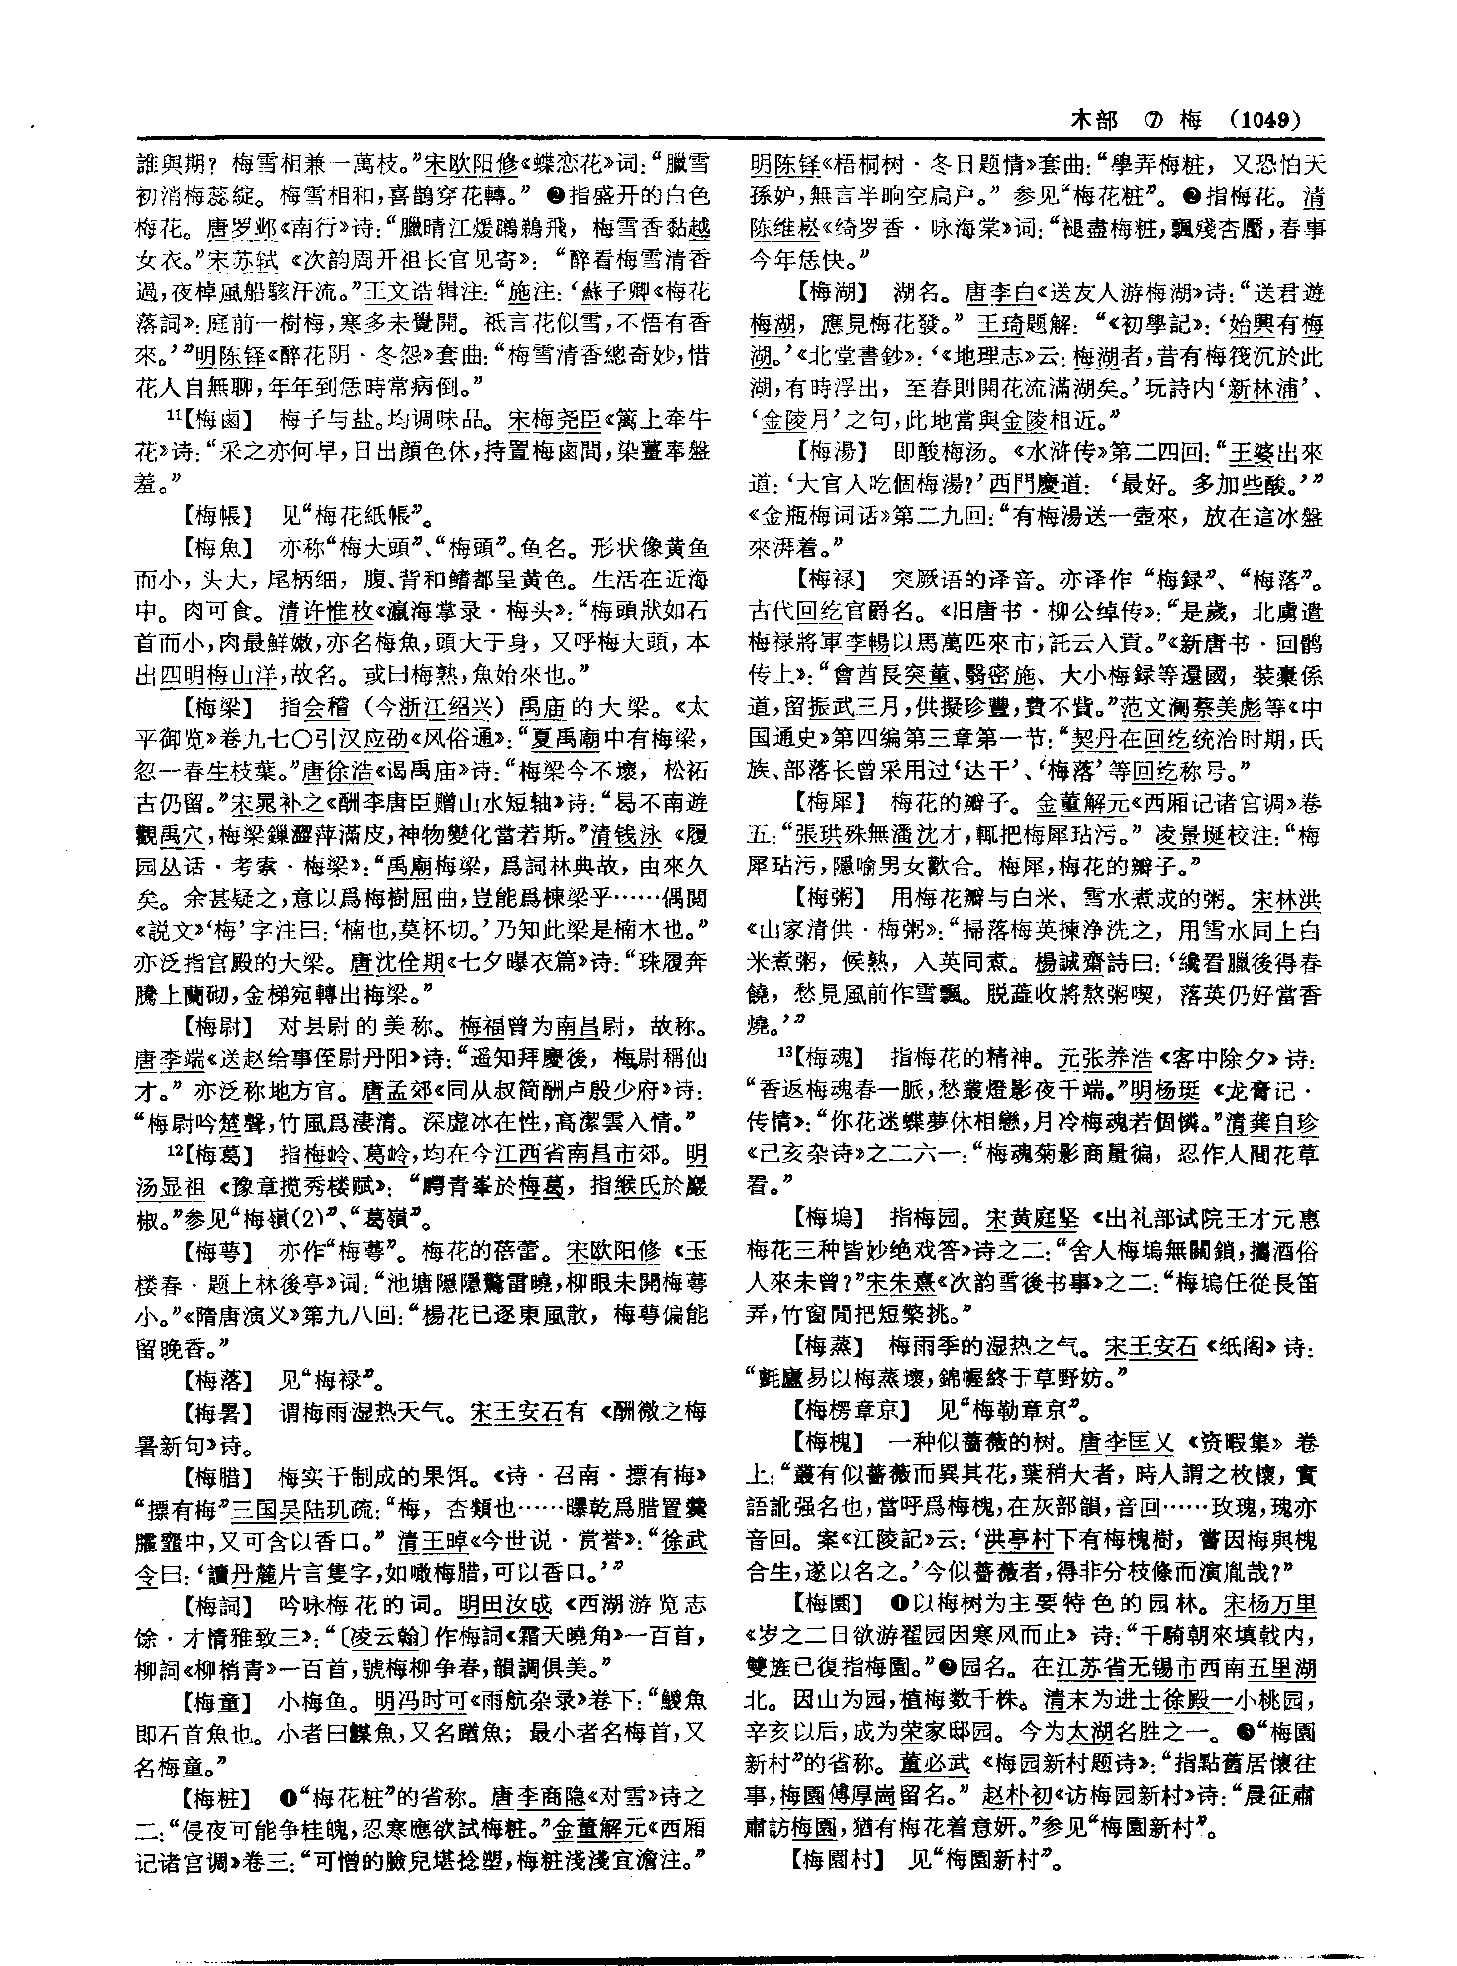 木部 ⑦ 梅 (1049)
誰與期？梅雪相兼一萬枝。”宋欧阳修《蝶恋花》词：“臘雪
初消梅蕊綻。梅雪相和，喜鵲穿花轉。” ❷指盛开的白色
梅花。唐罗邺《南行》诗：“臘晴江煖鸊鵜飛，梅雪香黏越
女衣。”宋苏轼《次韵周开祖长官见寄》：“醉看梅雪清香
過，夜棹風船駭汗流。”王文诰辑注：“施注：‘蘇子卿《梅花
落詞》：庭前一樹梅，寒多未覺開。祗言花似雪，不悟有香
來。’”明陈铎《醉花阴·冬怨》套曲：“梅雪清香總奇妙，惜
花人自無聊，年年到恁時常病倒。”
11【梅鹵】 梅子与盐。均调味品。宋梅尧臣《篱上牵牛
花》诗：“采之亦何早，日出顏色休，持置梅鹵間，染薑奉盤
羞。”
【梅帳】 见“梅花紙帳”。
【梅魚】 亦称“梅大頭”、“梅頭”。鱼名。形状像黄鱼
而小，头大，尾柄细，腹、背和鳍都呈黄色。生活在近海
中。肉可食。清许惟枚《瀛海掌录·梅头》：“梅頭狀如石
首而小，肉最鮮嫩，亦名梅魚，頭大于身，又呼梅大頭，本
出四明梅山洋，故名。或曰梅熟，魚始來也。”
【梅梁】 指会稽（今浙江绍兴）禹庙的大梁。《太
平御览》卷九七〇引汉应劭《风俗通》：“夏禹廟中有梅梁，
忽一春生枝葉。”唐徐浩《谒禹庙》诗：“梅梁今不壞，松祏
古仍留。”宋晁补之《酬李唐臣赠山水短轴》诗：“曷不南遊
觀禹穴，梅梁鏁澀萍滿皮，神物變化當若斯。”清钱泳《履
园丛话·考索·梅梁》：“禹廟梅梁，爲詞林典故，由來久
矣。余甚疑之，意以爲梅樹屈曲，豈能爲棟梁乎……偶閲
《説文》‘梅’字注曰：‘楠也，莫杯切。’乃知此梁是楠木也。”
亦泛指宫殿的大梁。唐沈佺期《七夕曝衣篇》诗：“珠履奔
騰上蘭砌，金梯宛轉出梅梁。”
【梅尉】 对县尉的美称。梅福曾为南昌尉，故称。
唐李端《送赵给事侄尉丹阳》诗：“遥知拜慶後，梅尉稱仙
才。”亦泛称地方官。唐孟郊《同从叔简酬卢殷少府》诗：
“梅尉吟楚聲，竹風爲淒清。深虚冰在性，高潔雲入情。”
12【梅葛】 指梅岭、葛岭，均在今江西省南昌市郊。明
汤显祖《豫章揽秀楼赋》：“騁青峯於梅葛，指緱氏於巖
椒。”参见“梅嶺(2)”、“葛嶺”。
【梅萼】 亦作“梅蕚”。梅花的蓓蕾。宋欧阳修《玉
楼春·题上林後亭》词：“池塘隱隱驚雷曉，柳眼未開梅蕚
小。”《隋唐演义》第九八回：“楊花已逐東風散，梅萼偏能
留晚香。”
【梅落】 见“梅禄”。
【梅暑】 谓梅雨湿热天气。宋王安石有《酬微之梅
暑新句》诗。
【梅腊】 梅实干制成的果饵。《诗·召南·摽有梅》
“摽有梅”三国吴陆玑疏：“梅，杏類也……曝乾爲腊置羹
臛虀中，又可含以香口。”清王晫《今世说·赏誉》：“徐武
令曰：‘讀丹麓片言隻字，如噉梅腊，可以香口。’”
【梅詞】 吟咏梅花的词。明田汝成《西湖游览志
馀·才情雅致三》：“〔凌云翰〕作梅詞《霜天曉角》一百首，
柳詞《柳梢青》一百首，號梅柳争春，韻調俱美。”
【梅童】 小梅鱼。明冯时可《雨航杂录》卷下：“鯼魚
即石首魚也。小者曰鰇魚，又名䲡魚；最小者名梅首，又
名梅童。”
【梅粧】 ❶“梅花粧”的省称。唐李商隐《对雪》诗之
二：“侵夜可能争桂魄，忍寒應欲試梅粧。”金董解元《西厢
记诸宫调》卷三：“可憎的臉兒堪捻塑，梅粧淺淺宜澹注。”
明陈铎《梧桐树·冬日题情》套曲：“學弄梅粧，又恐怕天
孫妒，無言半晌空扃户。”参见“梅花粧”。❷指梅花。清
陈维崧《绮罗香·咏海棠》词：“褪盡梅粧，飄殘杏靨，春事
今年恁快。”
【梅湖】 湖名。唐李白《送友人游梅湖》诗：“送君遊
梅湖，應見梅花發。”王琦题解：“《初學記》：‘始興有梅
湖。’《北堂書鈔》：‘《地理志》云：梅湖者，昔有梅筏沉於此
湖，有時浮出，至春則開花流滿湖矣。’玩詩内‘新林浦’、
‘金陵月’之句，此地當與金陵相近。”
【梅湯】 即酸梅汤。《水浒传》第二四回：“王婆出來
道：‘大官人吃個梅湯？’西門慶道：‘最好。多加些酸。’”
《金瓶梅词话》第二九回：“有梅湯送一壺來，放在這冰盤
來湃着。”
【梅禄】 突厥语的译音。亦译作“梅録”、“梅落”。
古代回纥官爵名。《旧唐书·柳公绰传》：“是歲，北虜遣
梅禄將軍李暢以馬萬匹來市，託云入貢。”《新唐书·回鹘
传上》：“會酋長突董、翳密施、大小梅録等還國，装橐係
道，留振武三月，供擬珍豐，費不貲。”范文澜蔡美彪等《中
国通史》第四编第三章第一节：“契丹在回纥统治时期，氏
族、部落长曾采用过‘达干’、‘梅落’等回纥称号。”
【梅犀】 梅花的瓣子。金董解元《西厢记诸宫调》卷
五：“張珙殊無潘沈才，輒把梅犀玷污。”凌景埏校注：“梅
犀玷污，隱喻男女歡合。梅犀，梅花的瓣子。”
【梅粥】 用梅花瓣与白米、雪水煮成的粥。宋林洪
《山家清供·梅粥》：“掃落梅英揀净洗之，用雪水同上白
米煮粥，候熟，入英同煮。楊誠齋詩曰：‘纔看臘後得春
饒，愁見風前作雪飄。脱蕋收將熬粥喫，落英仍好當香
燒。’”
13【梅魂】 指梅花的精神。元张养浩《客中除夕》诗：
“香返梅魂春一脈，愁叢燈影夜千端。”明杨珽《龙膏记·
传情》：“你花迷蝶夢休相戀，月冷梅魂若個憐。”清龚自珍
《己亥杂诗》之二六一：“梅魂菊影商量徧，忍作人間花草
看。”
【梅塢】 指梅园。宋黄庭坚《出礼部试院王才元惠
梅花三种皆妙绝戏答》诗之二：“舍人梅塢無關鎖，攜酒俗
人來未曾？”宋朱熹《次韵雪後书事》之二：“梅塢任從長笛
弄，竹窗閒把短檠挑。”
【梅蒸】 梅雨季的湿热之气。宋王安石《纸阁》诗：
“氈廬易以梅蒸壞，錦幄終于草野妨。”
【梅楞章京】 见“梅勒章京”。
【梅槐】 一种似薔薇的树。唐李匡乂《资暇集》卷
上：“叢有似薔薇而異其花，葉稍大者，時人謂之枚懷，實
語訛强名也，當呼爲梅槐，在灰部韻，音回……玫瑰，瑰亦
音回。案《江陵記》云：‘洪亭村下有梅槐樹，嘗因梅與槐
合生，遂以名之。’今似薔薇者，得非分枝條而演胤哉？”
【梅園】 ❶以梅树为主要特色的园林。宋杨万里
《岁之二日欲游翟园因寒风而止》诗：“千騎朝來填戟内，
雙旌已復指梅園。”❷园名。在江苏省无锡市西南五里湖
北。因山为园，植梅数千株。清末为进士徐殿一小桃园，
辛亥以后，成为荣家邸园。今为太湖名胜之一。❸“梅園
新村”的省称。董必武《梅园新村题诗》：“指點舊居懷往
事，梅園傅厚崗留名。”赵朴初《访梅园新村》诗：“晨征肅
肅訪梅園，猶有梅花着意妍。”参见“梅園新村”。
【梅園村】 见“梅園新村”。